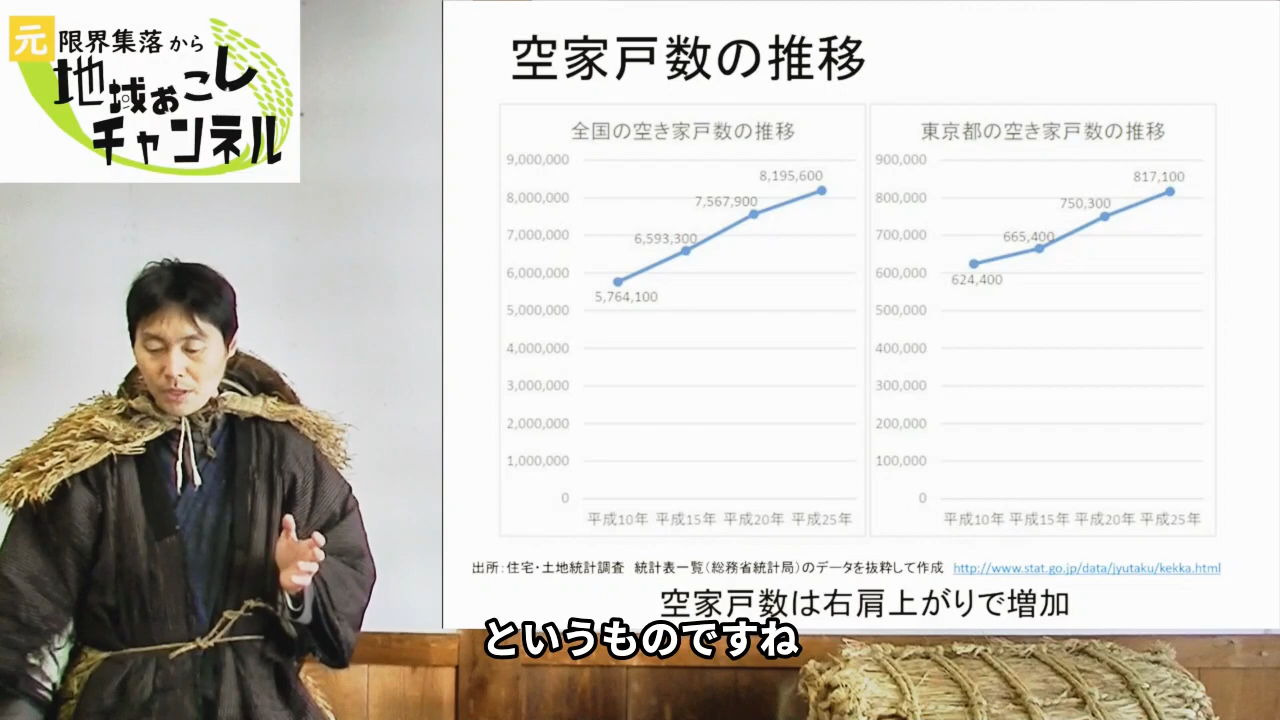 元 限界集落から
地域おこし
チャンネル
空家戸数の推移
全国の空き家戸数の推移
9,000,000
8,000,000
7,000,000
6,000,000
5,000,000
4,000,000
3,000,000
2,000,000
1,000,000
0
5,764,100
6,593,300
7,567,900
8,195,600
平成10年 平成15年 平成20年 平成25年
東京都の空き家戸数の推移
900,000
800,000
700,000
600,000
500,000
400,000
300,000
200,000
100,000
0
624,400
665,400
750,300
817,100
平成10年 平成15年 平成20年 平成25年
出所：住宅・土地統計調査 統計表一覧（総務省統計局）のデータを抜粋して作成 http://www.stat.go.jp/data/jyutaku/kekka.html
空家戸数は右肩上がりで増加
というものですね